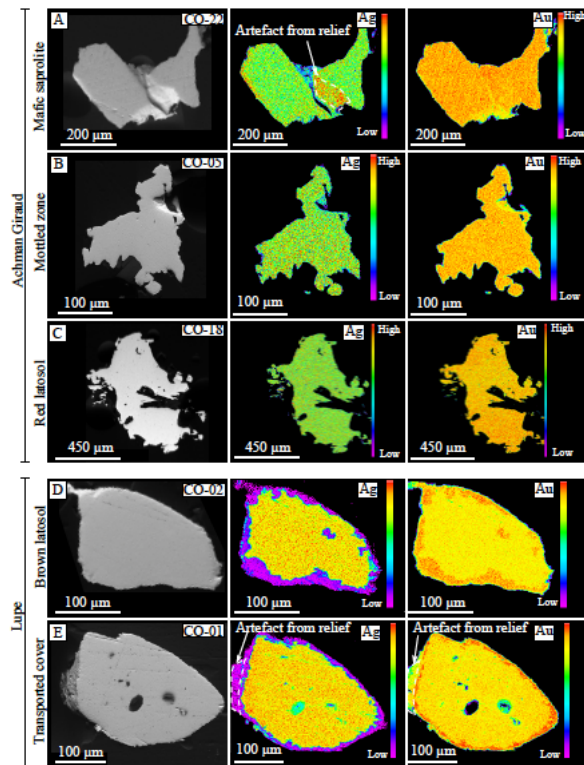 Achman Giraud
Mafic saprolite
A
CO-22
200 µm
Ag
Artefact from relief
Low
200 µm
Au
High
Low
200 µm
Mottled zone
B
CO-05
100 µm
Ag
High
Low
100 µm
Au
High
Low
100 µm
Red latosol
C
CO-18
450 µm
Ag
High
Low
450 µm
Au
High
Low
450 µm
Lupe
Brown latosol
D
CO-02
100 µm
Ag
Low
100 µm
Au
Low
100 µm
Transported cover
E
CO-01
100 µm
Artefact from relief
Ag
Low
100 µm
Au
Artefact from relief
Low
100 µm